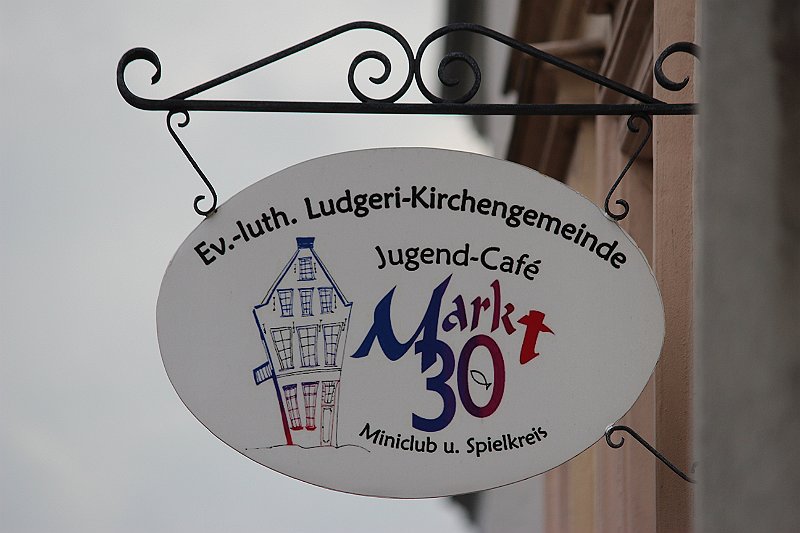 Ev.-luth. Ludgeri-Kirchengemeinde
Jugend-Café
Markt
30
Miniclub u. Spielkreis